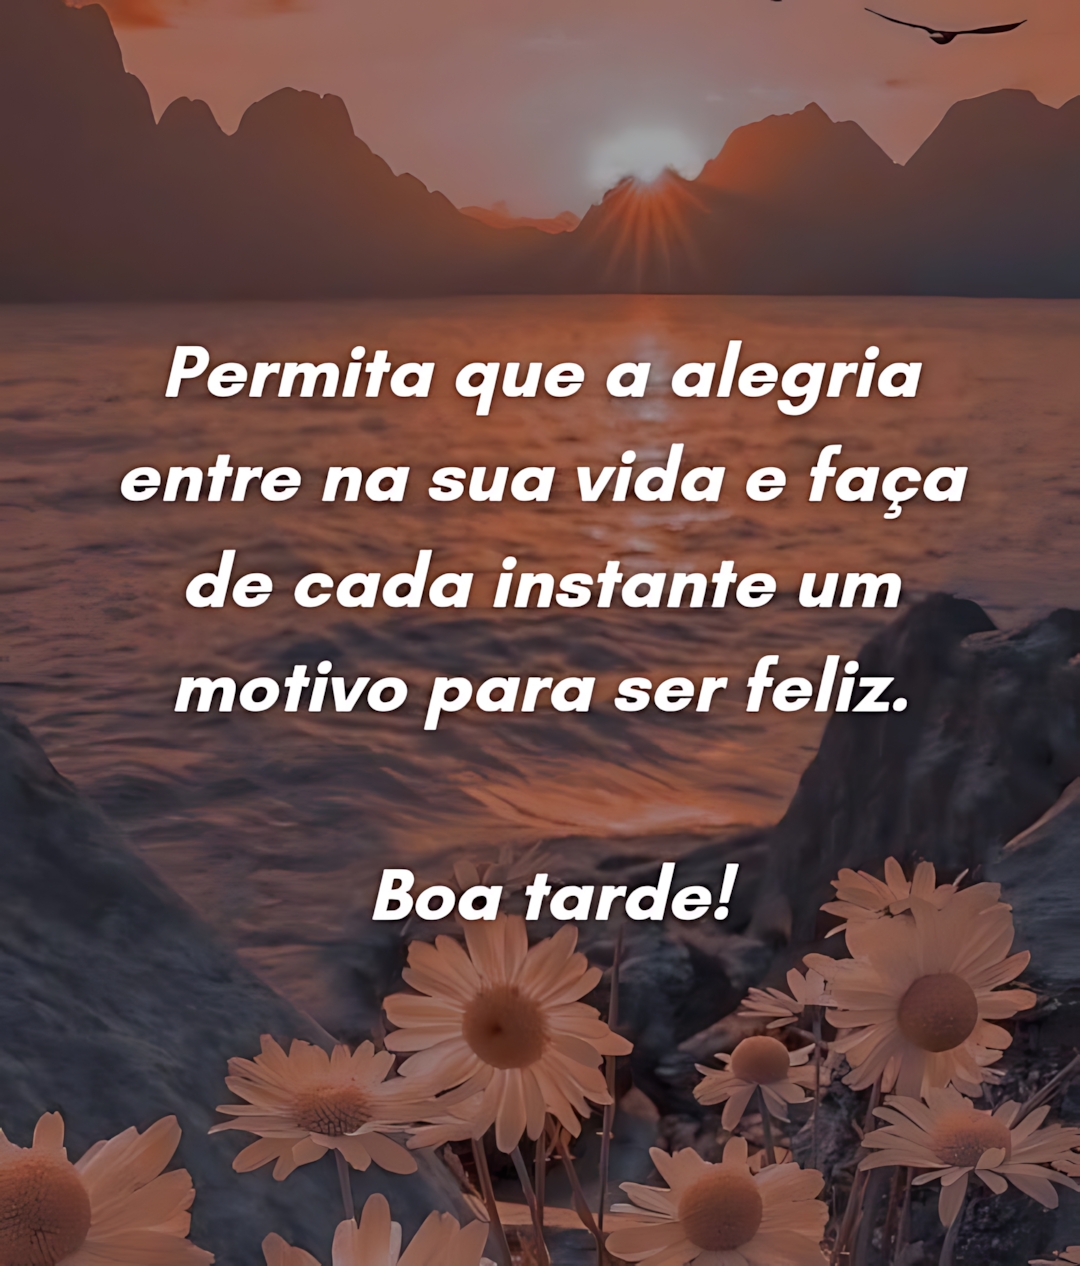 Permita que a alegria
entre na sua vida e faça
de cada instante um
motivo para ser feliz.
Boa tarde!